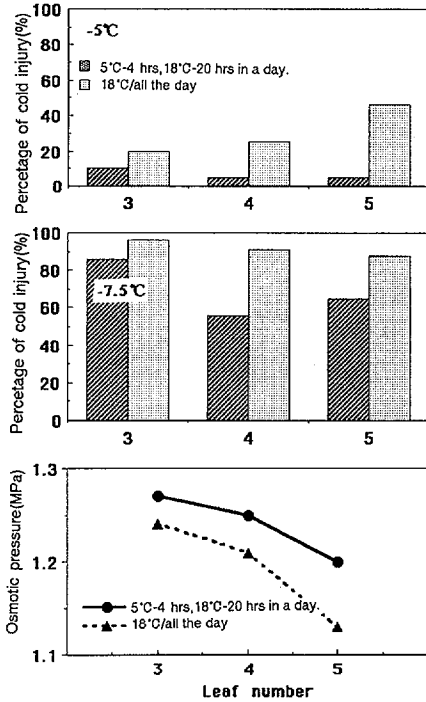 Percetage of cold injury(%)
100
80
60
40
20
0
-5℃
5℃-4 hrs,18℃-20 hrs in a day.
18℃/all the day
3 4 5
Percetage of cold injury(%)
100
80
60
40
20
0
-7.5℃
3 4 5
Osmotic pressure(MPa)
1.3
1.2
1.1
5℃-4 hrs,18℃-20 hrs in a day.
18℃/all the day
3 4 5
Leaf number